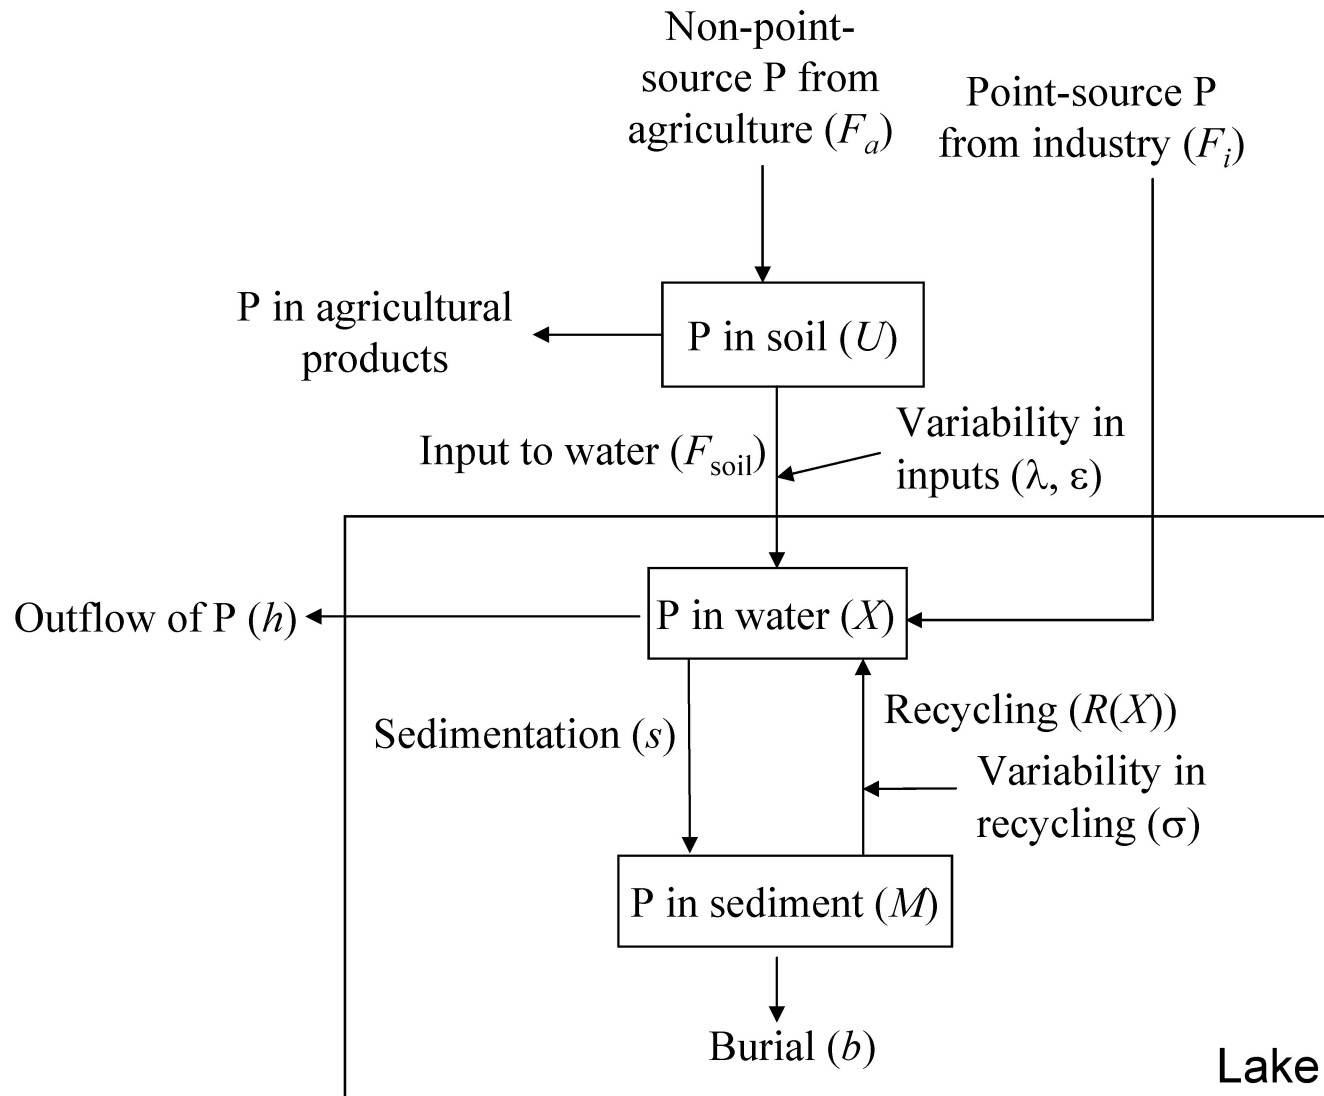 Non-point-
source P from
agriculture (Fa)
Point-source P
from industry (Fi)
P in agricultural
products
P in soil (U)
Input to water (Fsoil)
Variability in
inputs (λ, ε)
Outflow of P (h)
P in water (X)
Sedimentation (s)
Recycling (R(X))
Variability in
recycling (σ)
P in sediment (M)
Burial (b)
Lake